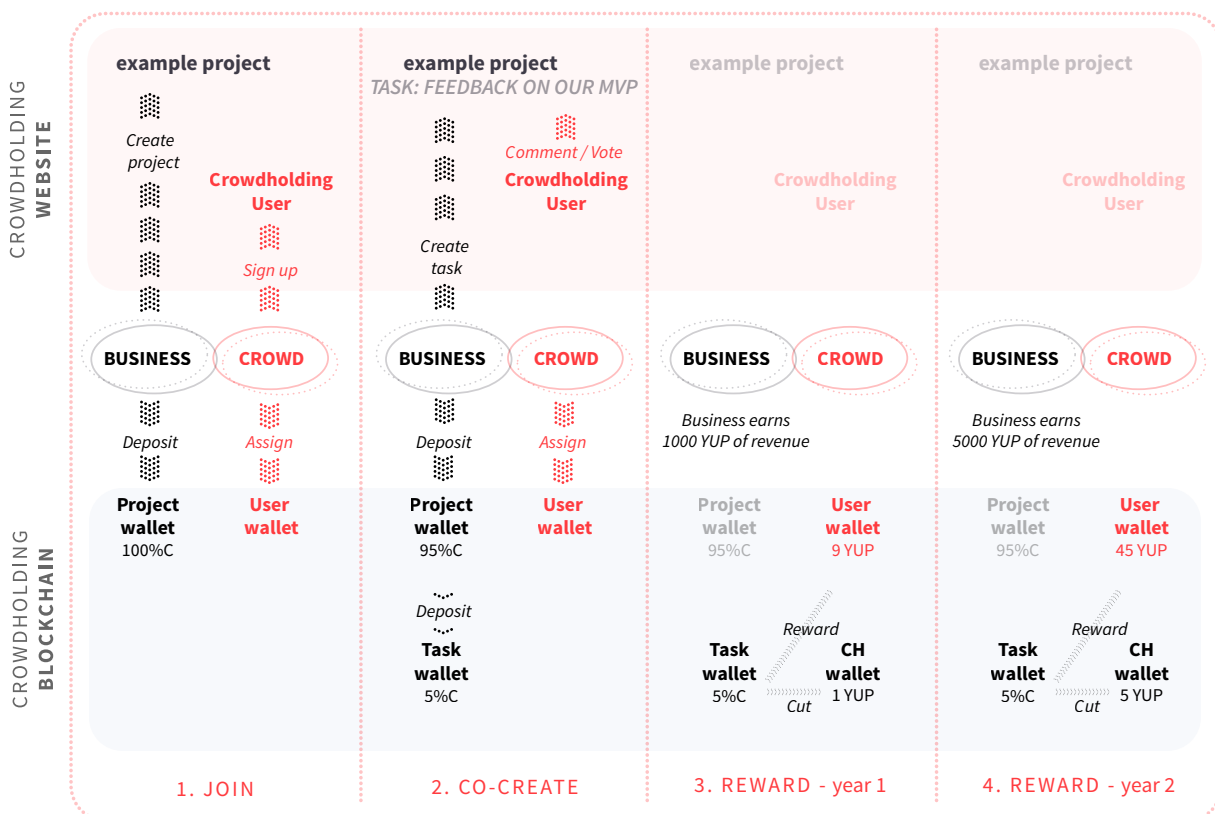 CROWDHOLDING
WEBSITE
CROWDHOLDING
BLOCKCHAIN
example project
Create
project
Crowdholding
User
Sign up
BUSINESS
CROWD
Deposit
Assign
Project
wallet
100%C
User
wallet
1. JOIN
example project
TASK: FEEDBACK ON OUR MVP
Comment / Vote
Crowdholding
User
Create
task
BUSINESS
CROWD
Deposit
Assign
Project
wallet
95%C
User
wallet
Deposit
Task
wallet
5%C
2. CO-CREATE
example project
Crowdholding
User
BUSINESS
CROWD
Business earns
1000 YUP of revenue
Project
wallet
95%C
User
wallet
9 YUP
Reward
Task
wallet
5%C
CH
wallet
1 YUP
Cut
3. REWARD - year 1
example project
Crowdholding
User
BUSINESS
CROWD
Business earns
5000 YUP of revenue
Project
wallet
95%C
User
wallet
45 YUP
Reward
Task
wallet
5%C
CH
wallet
5 YUP
Cut
4. REWARD - year 2